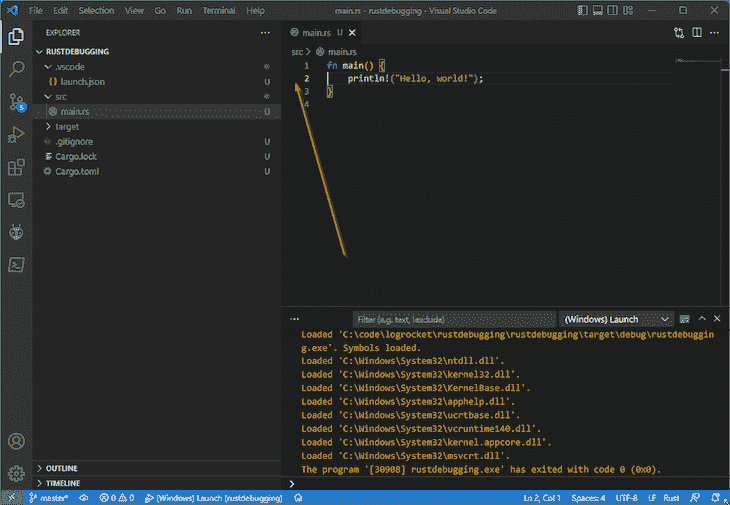 File Edit Selection View Go Run Terminal Help
main.rs - rustdebugging - Visual Studio Code
EXPLORER
RUSTDEBUGGING
.vscode
launch.json U
src
main.rs U
target
.gitignore U
Cargo.lock U
Cargo.toml U
OUTLINE
TIMELINE
5
main.rs U
src > main.rs
1 fn main() {
2 println!("Hello, world!");
3 }
4
Filter (e.g. text, !exclude)
(Windows) Launch
Loaded 'C:\code\logrocket\rustdebugging\rustdebugging\target\debug\rustdebuggin
g.exe'. Symbols loaded.
Loaded 'C:\Windows\System32\ntdll.dll'.
Loaded 'C:\Windows\System32\kernel32.dll'.
Loaded 'C:\Windows\System32\KernelBase.dll'.
Loaded 'C:\Windows\System32\apphelp.dll'.
Loaded 'C:\Windows\System32\ucrtbase.dll'.
Loaded 'C:\Windows\System32\vcruntime140.dll'.
Loaded 'C:\Windows\System32\kernel.appcore.dll'.
Loaded 'C:\Windows\System32\msvcrt.dll'.
The program '[30908] rustdebugging.exe' has exited with code 0 (0x0).
master* 0 0 (Windows) Launch (rustdebugging) Ln 2, Col 1 Spaces: 4 UTF-8 LF Rust